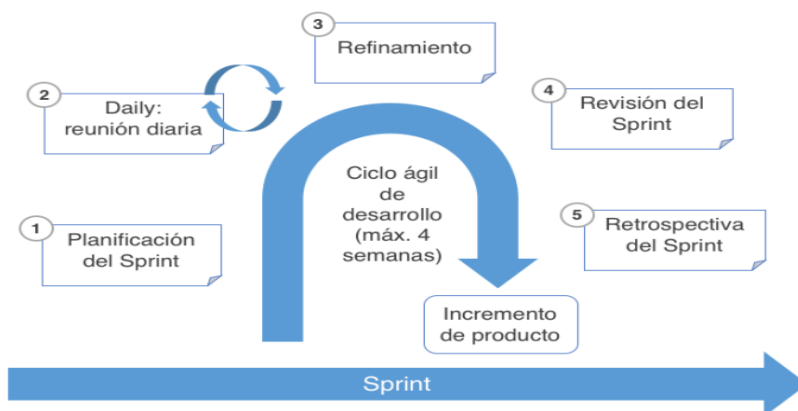 1
Planificación
del Sprint
2
Daily:
reunión diaria
3
Refinamiento
4
Revisión del
Sprint
5
Retrospectiva
del Sprint
Ciclo ágil
de
desarrollo
(máx. 4
semanas)
Incremento
de producto
Sprint